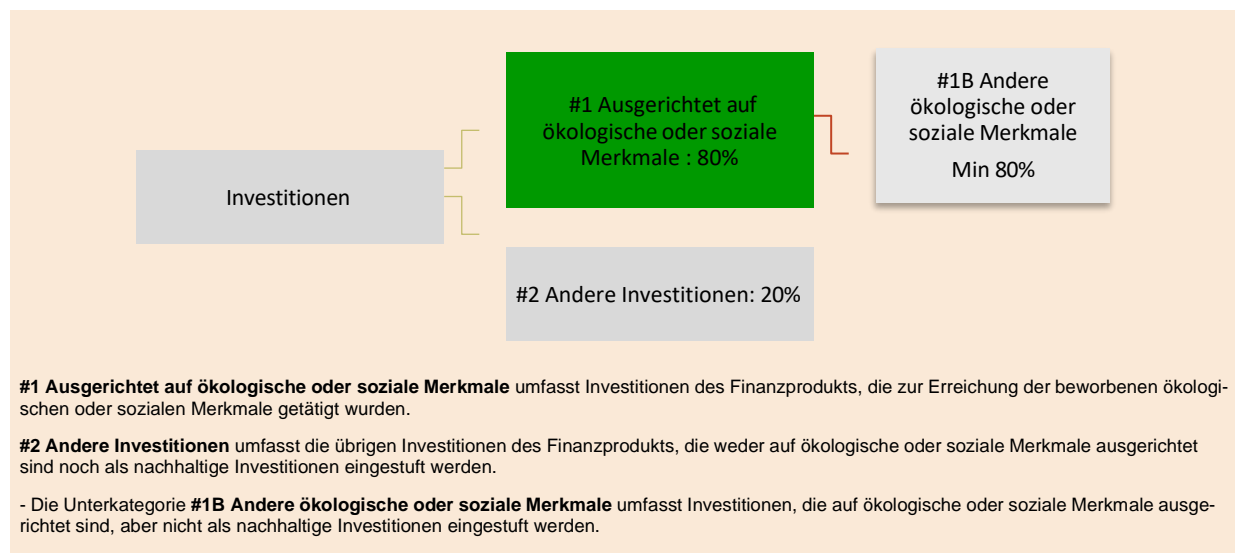 Investitionen
#1 Ausgerichtet auf
ökologische oder soziale
Merkmale : 80%
#1B Andere
ökologische oder
soziale Merkmale
Min 80%
#2 Andere Investitionen: 20%
#1 Ausgerichtet auf ökologische oder soziale Merkmale umfasst Investitionen des Finanzprodukts, die zur Erreichung der beworbenen ökologi-
schen oder sozialen Merkmale getätigt wurden.
#2 Andere Investitionen umfasst die übrigen Investitionen des Finanzprodukts, die weder auf ökologische oder soziale Merkmale ausgerichtet
sind noch als nachhaltige Investitionen eingestuft werden.
- Die Unterkategorie #1B Andere ökologische oder soziale Merkmale umfasst Investitionen, die auf ökologische oder soziale Merkmale ausge-
richtet sind, aber nicht als nachhaltige Investitionen eingestuft werden.